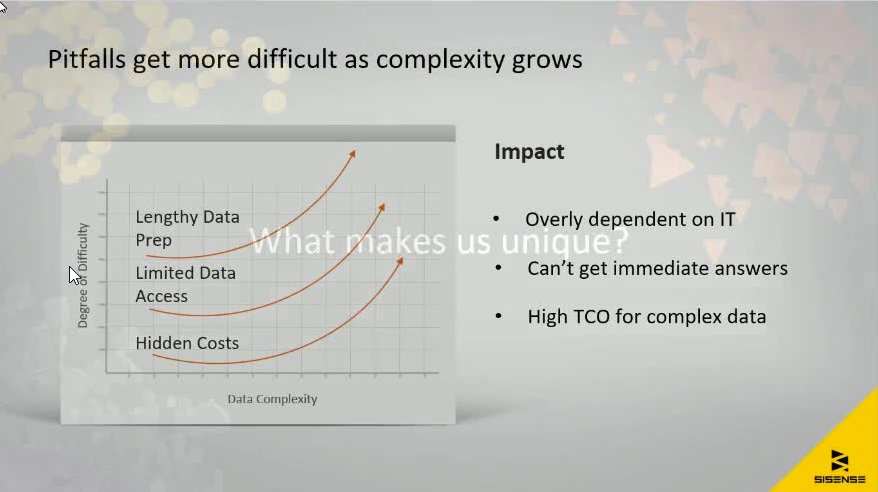 Pitfalls get more difficult as complexity grows
Degree of Difficulty
Lengthy Data
Prep
Limited Data
Access
Hidden Costs
Data Complexity
What makes us unique?
Impact
• Overly dependent on IT
• Can’t get immediate answers
• High TCO for complex data
SISENSE